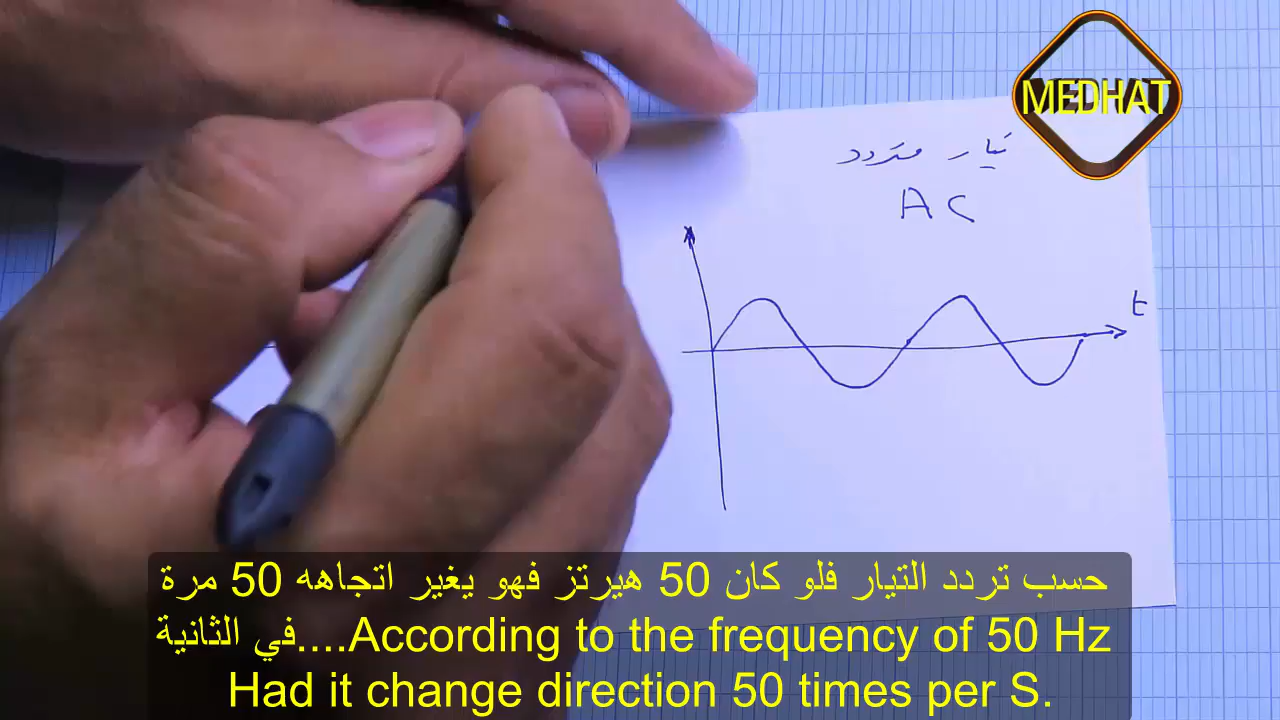 MEDHAT
تيار متردد
AC
t
حسب تردد التيار فلو كان 50 هيرتز فهو يغير اتجاهه 50 مرة
في الثانية....According to the frequency of 50 Hz
Had it change direction 50 times per S.